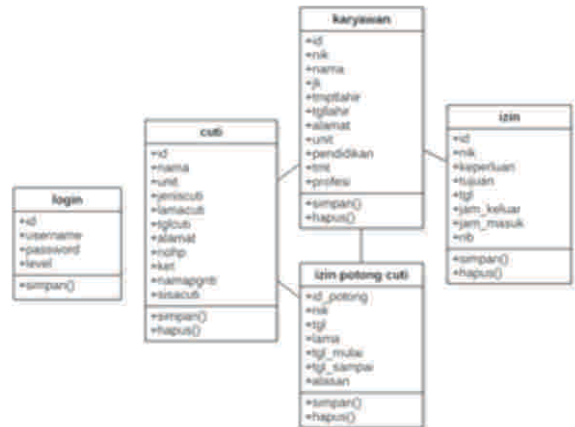 karyawan
+id
+nik
+nama
+jk
+tmptlahir
+tgllahir
+alamat
+unit
+pendidikan
+tmt
+profesi
+simpan()
+hapus()
cuti
+id
+nama
+unit
+jeniscuti
+lamacuti
+tglcuti
+alamat
+nohp
+ket
+namapgnti
+sisacuti
+simpan()
+hapus()
izin
+id
+nik
+keperluan
+tujuan
+tgl
+jam_keluar
+jam_masuk
+simpan()
+hapus()
login
+id
+username
+password
+level
+simpan()
izin potong cuti
+id_potong
+nik
+tgl
+lama
+tgl_mulai
+tgl_sampai
+alasan
+simpan()
+hapus()